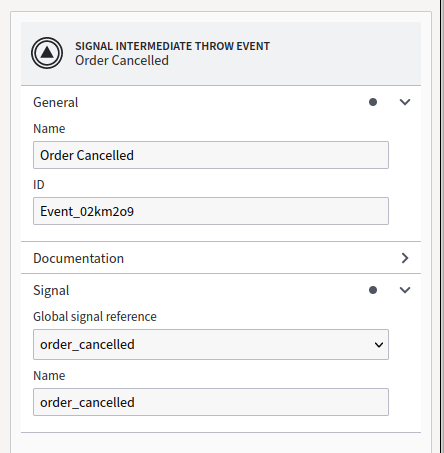 SIGNAL INTERMEDIATE THROW EVENT
Order Cancelled
General
Name
Order Cancelled
ID
Event_02km2o9
Documentation
Signal
Global signal reference
order_cancelled
Name
order_cancelled